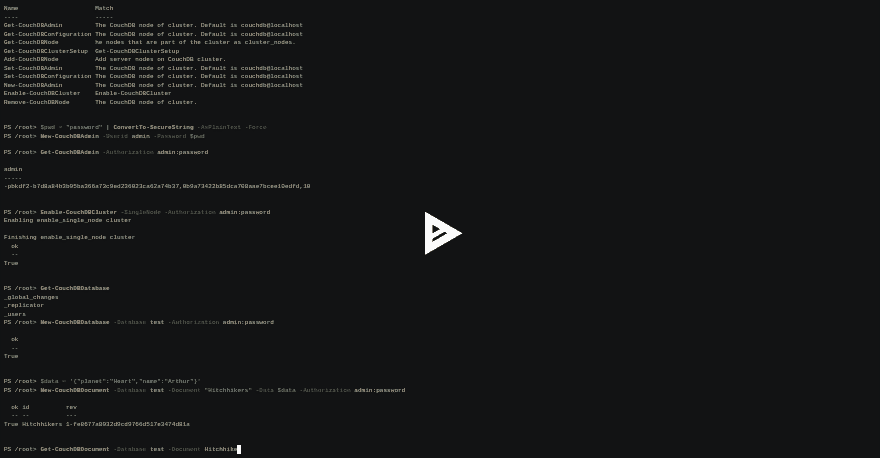 Name Match
---- -----
Get-CouchDBAdmin The CouchDB node of cluster. Default is couchdb@localhost
Get-CouchDBConfiguration The CouchDB node of cluster. Default is couchdb@localhost
Get-CouchDBNode he nodes that are part of the cluster as cluster_nodes.
Get-CouchDBClusterSetup Get-CouchDBClusterSetup
Add-CouchDBNode Add server nodes on CouchDB cluster.
Set-CouchDBAdmin The CouchDB node of cluster. Default is couchdb@localhost
Set-CouchDBConfiguration The CouchDB node of cluster. Default is couchdb@localhost
New-CouchDBAdmin The CouchDB node of cluster. Default is couchdb@localhost
Enable-CouchDBCluster Enable-CouchDBCluster
Remove-CouchDBNode The CouchDB node of cluster.
PS /root> $pwd = "password" | ConvertTo-SecureString -AsPlainText -Force
PS /root> New-CouchDBAdmin -Userid admin -Password $pwd
PS /root> Get-CouchDBAdmin -Authorization admin:password
admin
-----
PS /root> Enable-CouchDBCluster -SingleNode -Authorization admin:password
Enabling enable_single_node cluster
Finishing enable_single_node cluster
ok
--
True
PS /root> Get-CouchDBDatabase
_global_changes
_replicator
_users
PS /root> New-CouchDBDatabase -Database test -Authorization admin:password
ok
--
True
PS /root> $data = '{"planet":"Heart","name":"Arthur"}'
PS /root> New-CouchDBDocument -Database test -Document "Hitchhikers" -Data $data -Authorization admin:password
ok id rev
-- -- ---
True Hitchhikers
PS /root> Get-CouchDBDocument -Database test -Document Hitchhike